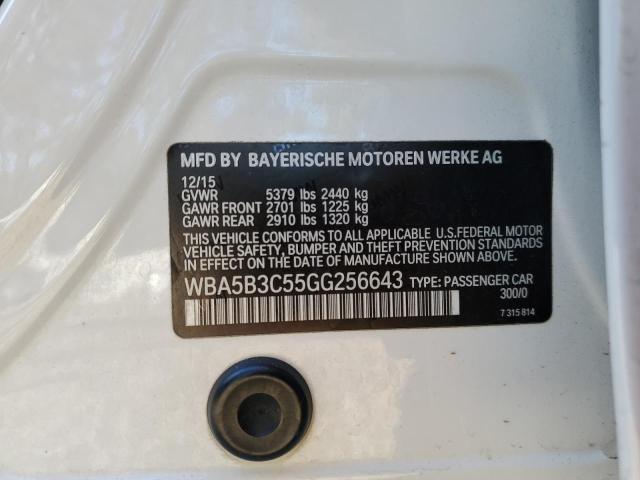 MFD BY BAYERISCHE MOTOREN WERKE AG
12/15
GVWR 5379 lbs 2440 kg
GAWR FRONT 2701 lbs 1225 kg
GAWR REAR 2910 lbs 1320 kg
THIS VEHICLE CONFORMS TO ALL APPLICABLE U.S.FEDERAL MOTOR
VEHICLE SAFETY, BUMPER, AND THEFT PREVENTION STANDARDS IN
EFFECT ON THE DATE OF MANUFACTURE SHOWN ABOVE.
WBA5B3C55GG256643 TYPE: PASSENGER CAR
300/0
7 315 814